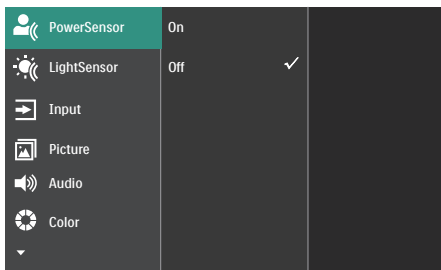 PowerSensor
On
LightSensor
Off
Input
Picture
Audio
Color